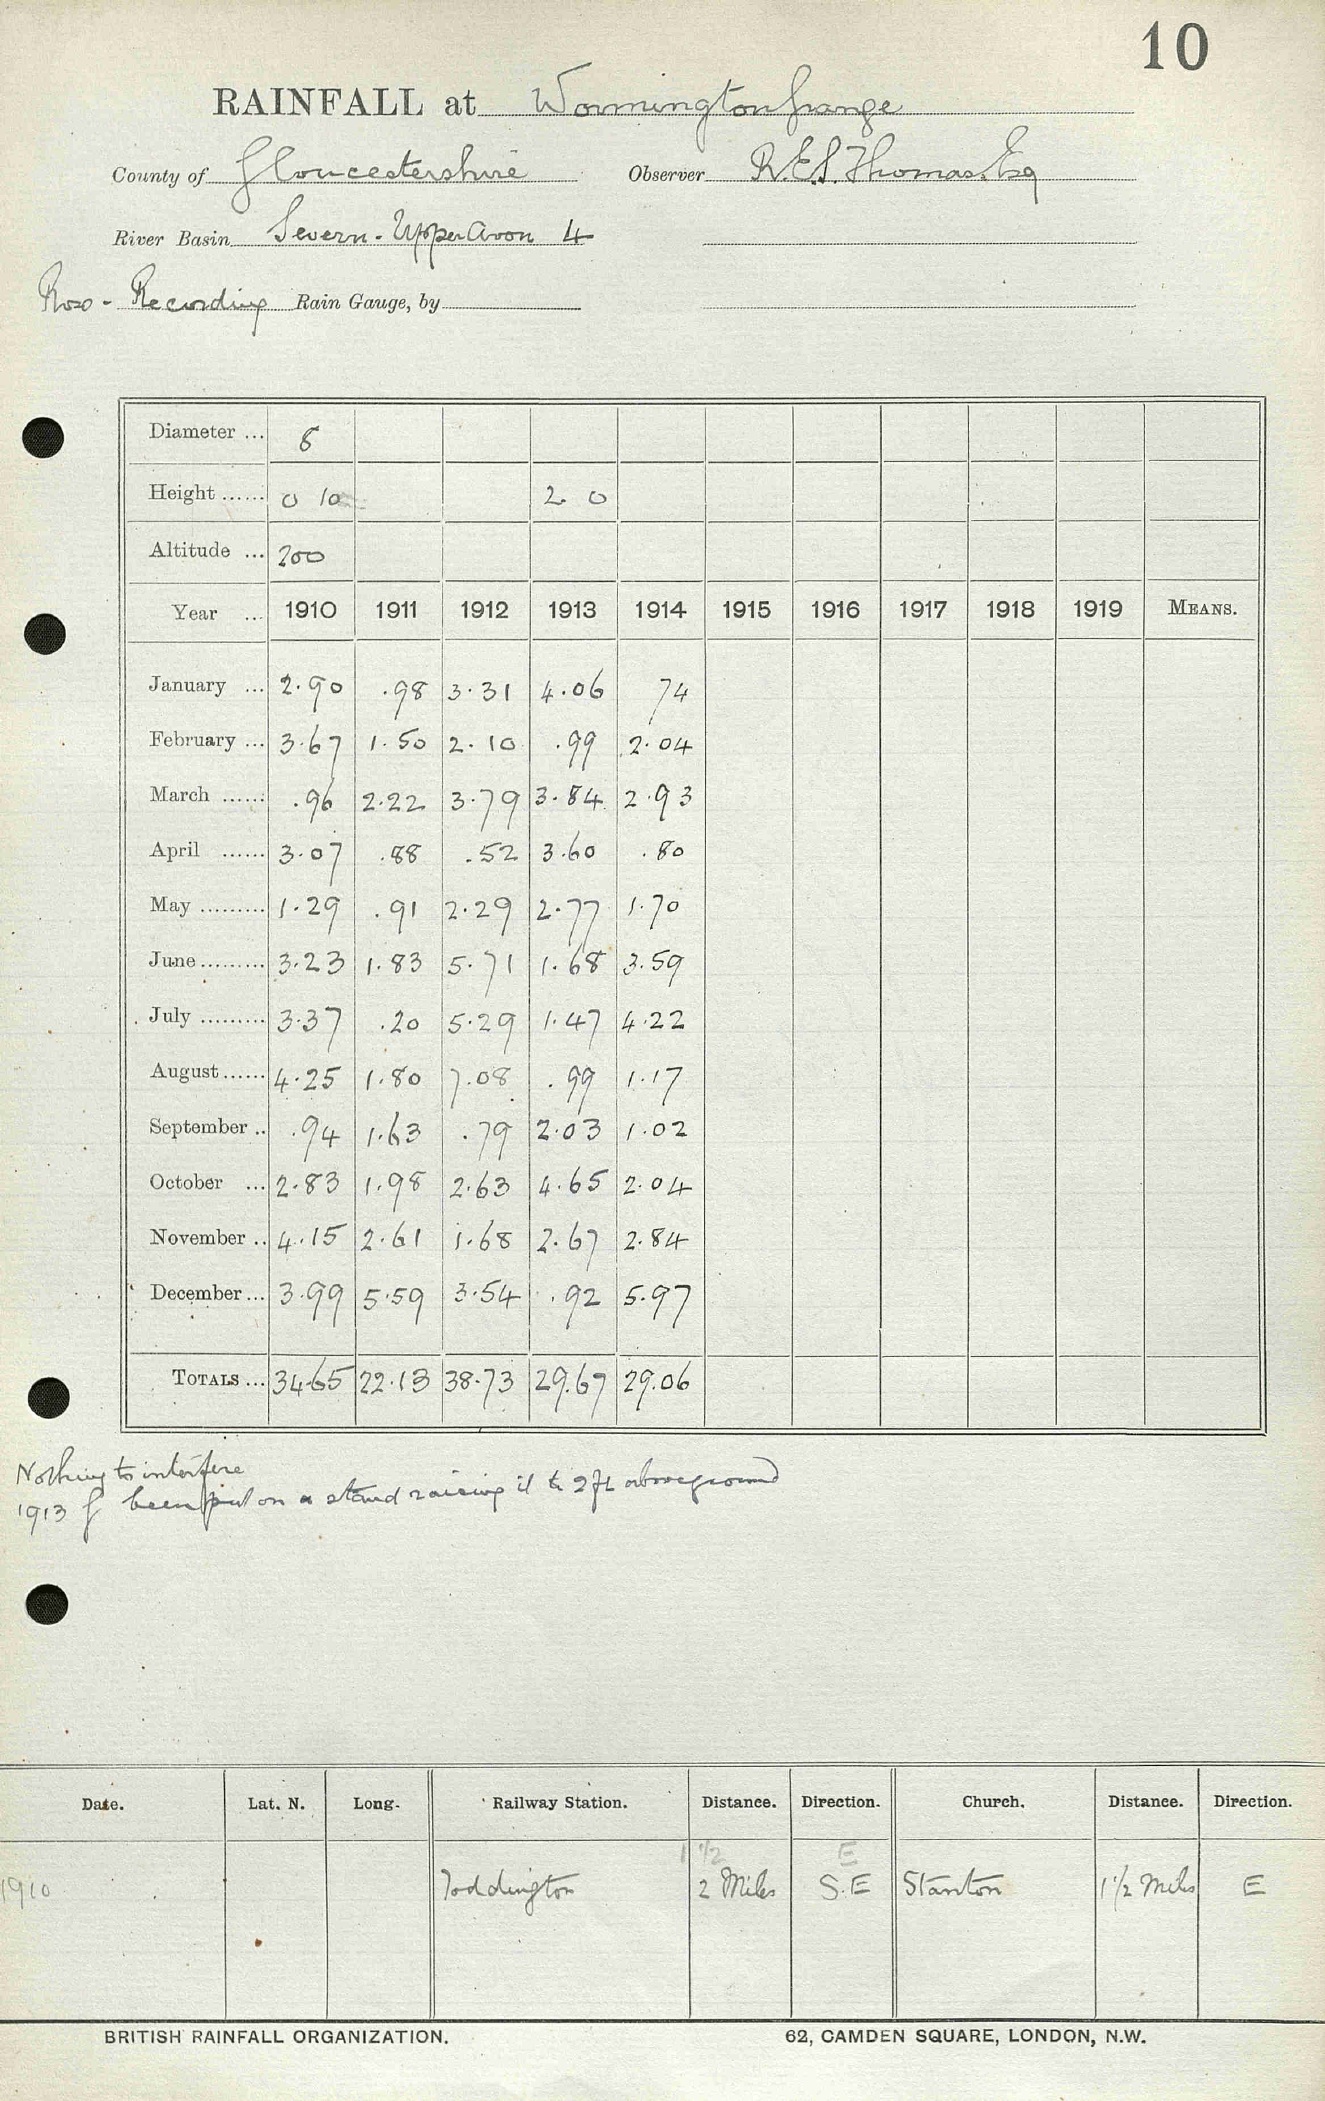 10
RAINFALL at Wormington Grange
County of Gloucestershire Observer R.E.S. Thomas. Esq
River Basin Severn - Upper Avon 4
Recording Rain Gauge, by
Diameter ... 8
Height ...... 0 10 2 0
Altitude ... 200
Year ... 1910 1911 1912 1913 1914 1915 1916 1917 1918 1919 MEANS.
January ... 2.90 .98 3.31 4.06 74
February ... 3.67 1.50 2.10 .99 2.04
March ...... .96 2.22 3.79 3.84 2.93
April ...... 3.07 .88 .52 3.60 .80
May ......... 1.29 .91 2.29 2.77 1.70
June ......... 3.23 1.83 5.71 1.68 3.59
July ......... 3.37 .20 5.29 1.47 4.22
August ...... 4.25 1.80 7.08 .99 1.17
September .. .94 1.63 .79 2.03 1.02
October ... 2.83 1.98 2.63 4.65 2.04
November .. 4.15 2.61 1.68 2.67 2.84
December ... 3.99 5.59 3.54 .92 5.97
TOTALS ... 34.65 22.13 38.73 29.67 29.06
Nothing to interfere
1913 been put on a stand raising it to 2 ft above ground
Date. Lat. N. Long. Railway Station. Distance. Direction. Church. Distance. Direction.
1 1/2 E
1910 Toddington 2 Miles S.E Stanton 1 1/2 Miles E
BRITISH RAINFALL ORGANIZATION. 62, CAMDEN SQUARE, LONDON, N.W.